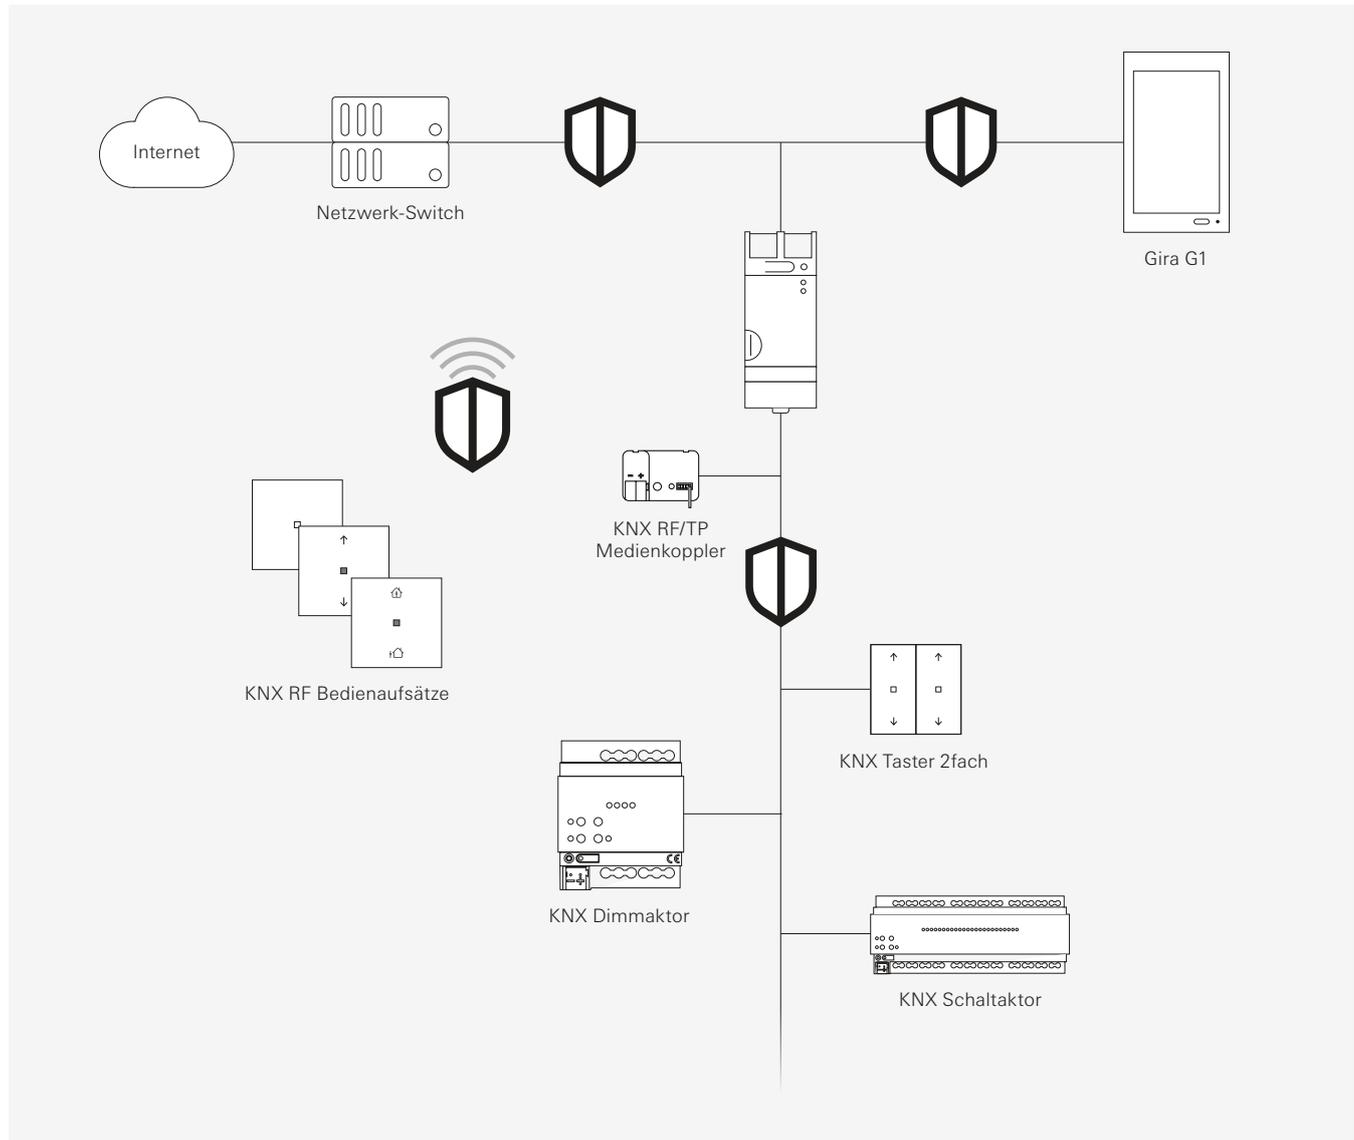 Internet
Netzwerk-Switch
Gira G1
KNX RF/TP
Medienkoppler
KNX RF Bedienaufsätze
KNX Taster 2fach
KNX Dimmaktor
KNX Schaltaktor